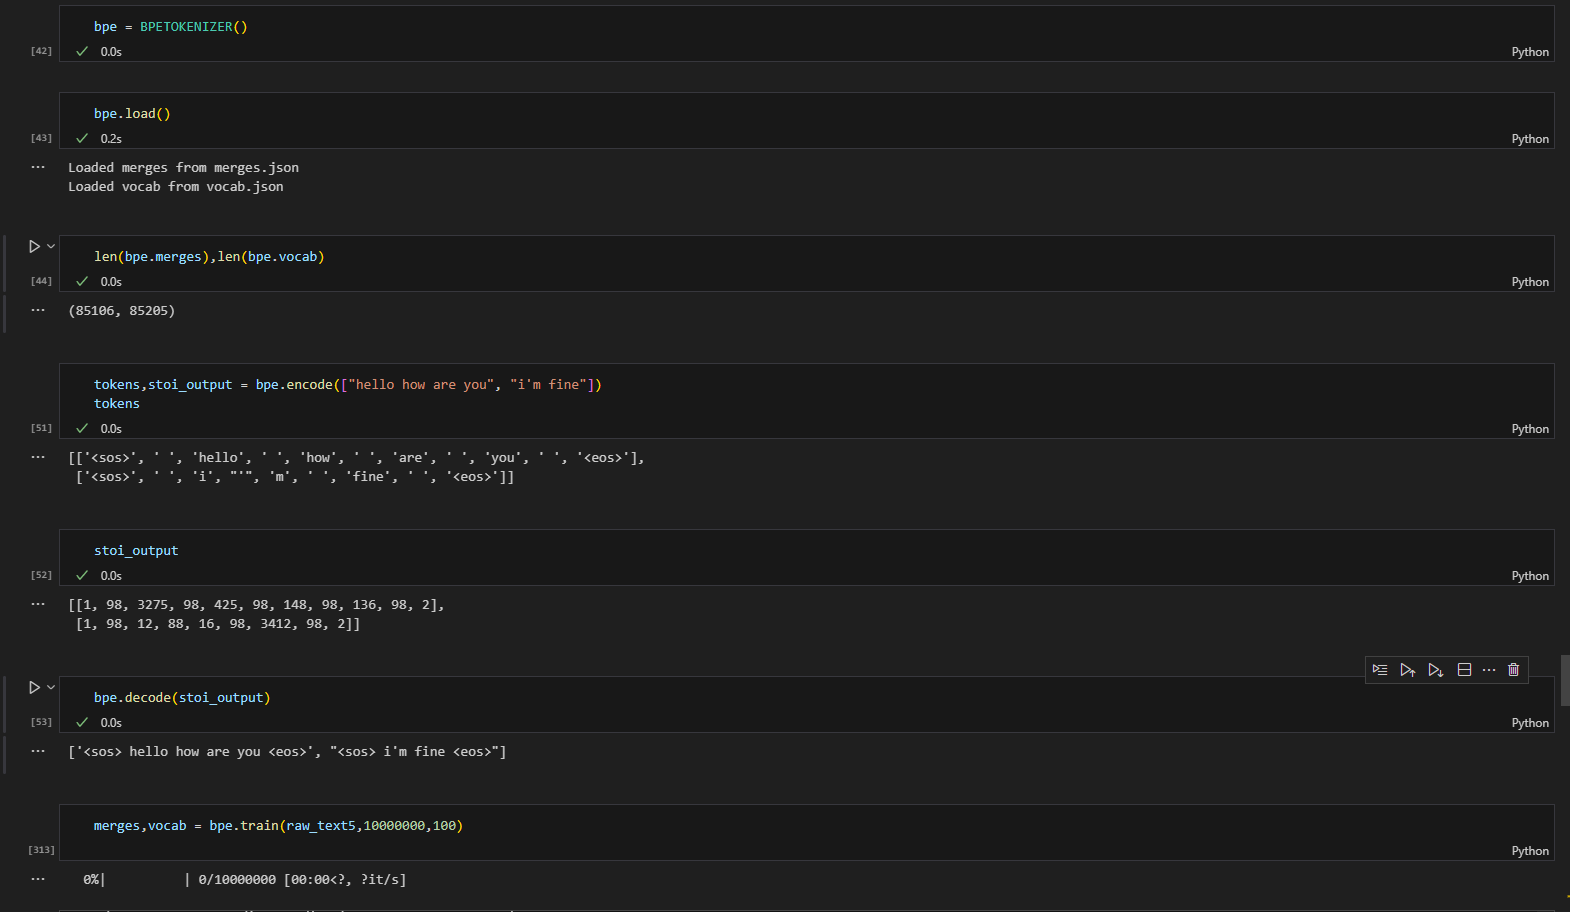 bpe = BPETOKENIZER()
[42]
0.0s
Python
bpe.load()
[43]
0.2s
Python
... Loaded merges from merges.json
Loaded vocab from vocab.json
len(bpe.merges),len(bpe.vocab)
[44]
0.0s
Python
... (85106, 85205)
tokens,stoi_output = bpe.encode(["hello how are you", "i'm fine"])
tokens
[51]
0.0s
Python
... [['<sos>', ' ', 'hello', ' ', 'how', ' ', 'are', ' ', 'you', ' ', '<eos>'],
['<sos>', ' ', 'i', "'", 'm', ' ', 'fine', ' ', '<eos>']]
stoi_output
[52]
0.0s
Python
... [[1, 98, 3275, 98, 425, 98, 148, 98, 136, 98, 2],
[1, 98, 12, 88, 16, 98, 3412, 98, 2]]
bpe.decode(stoi_output)
[53]
0.0s
Python
... ['<sos> hello how are you <eos>', "<sos> i'm fine <eos>"]
merges,vocab = bpe.train(raw_text5,10000000,100)
[313]
Python
... 0%| | 0/10000000 [00:00<?, ?it/s]